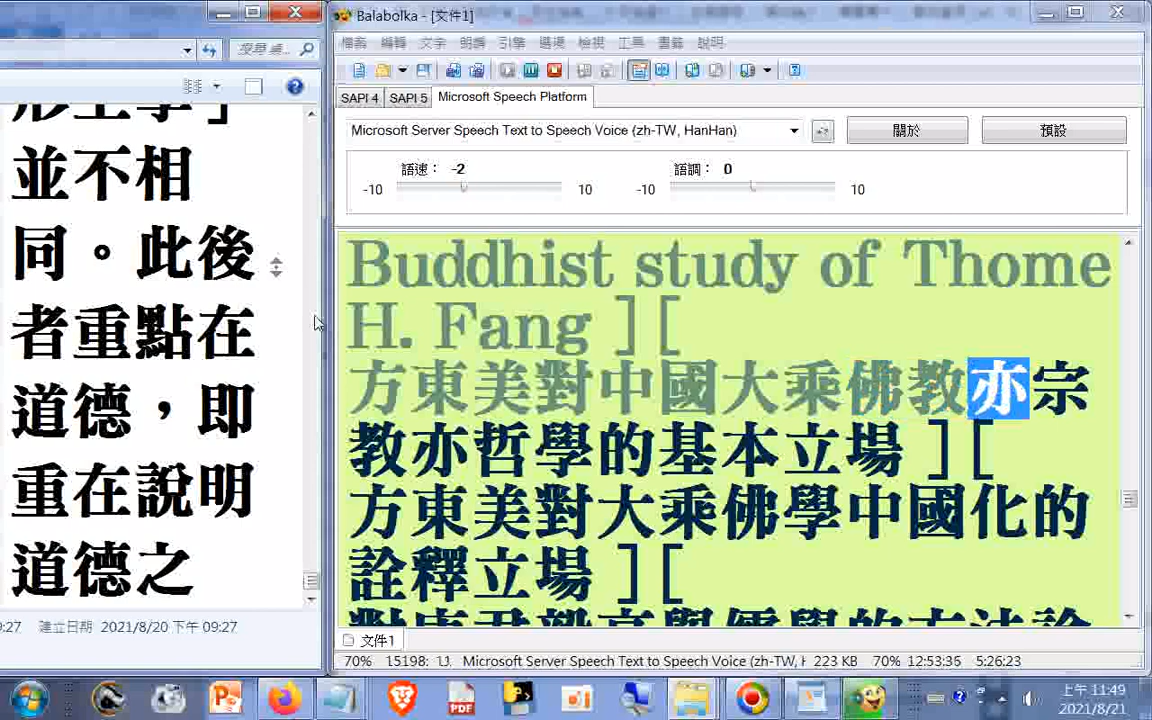 搜尋 桌...
形上學」
並不相
同。此後
者重點在
道德，即
重在說明
道德之
09:27 建立日期 2021/8/20 下午 09:27
Balabolka - [文件1]
檔案 編輯 文字 朗讀 引擎 選項 檢視 工具 書籤 說明
SAPI 4 SAPI 5 Microsoft Speech Platform
Microsoft Server Speech Text to Speech Voice (zh-TW, HanHan) 關於 預設
語速： -2 語調： 0
-10 10 -10 10
Buddhist study of Thome
H. Fang ][
方東美對中國大乘佛教亦宗
教亦哲學的基本立場 ][
方東美對大乘佛學中國化的
詮釋立場 ][
文件1
70% Microsoft Server Speech Text to Speech Voice (zh-TW, 223 KB 70% 12:53:35 5:26:23
PDF
上午 11:49
2021/8/21